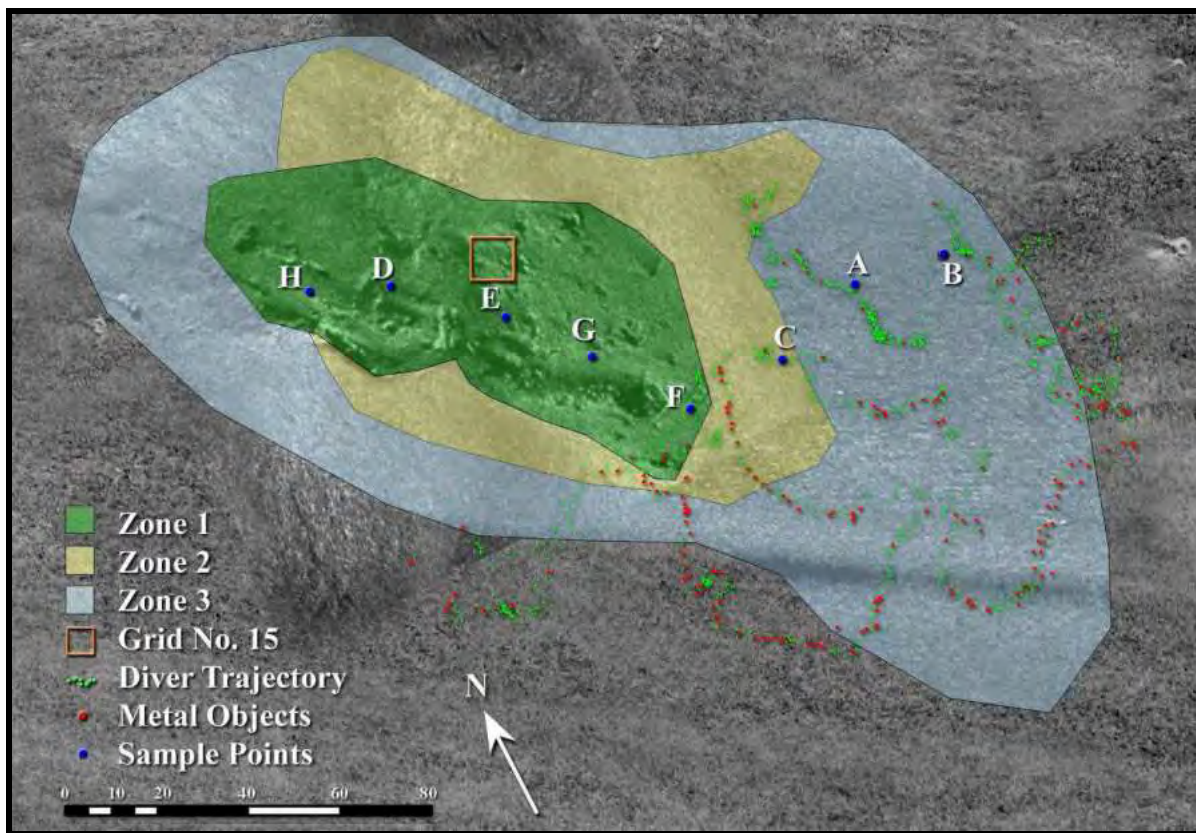 A
B
H
D
E
G
C
F
Zone 1
Zone 2
Zone 3
Grid No. 15
Diver Trajectory
Metal Objects
Sample Points
N
0 10 20 40 60 80